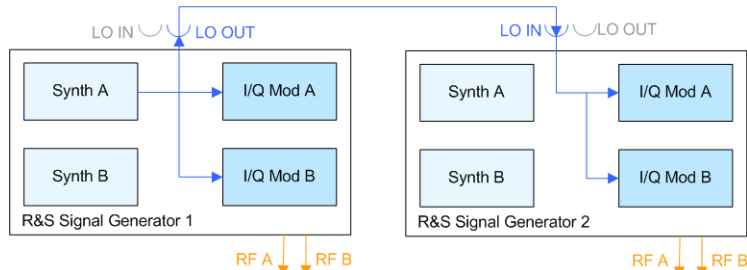 LO IN
LO OUT
Synth A
I/Q Mod A
Synth B
I/Q Mod B
R&S Signal Generator 1
RF A
RF B
LO IN
LO OUT
Synth A
I/Q Mod A
Synth B
I/Q Mod B
R&S Signal Generator 2
RF A
RF B